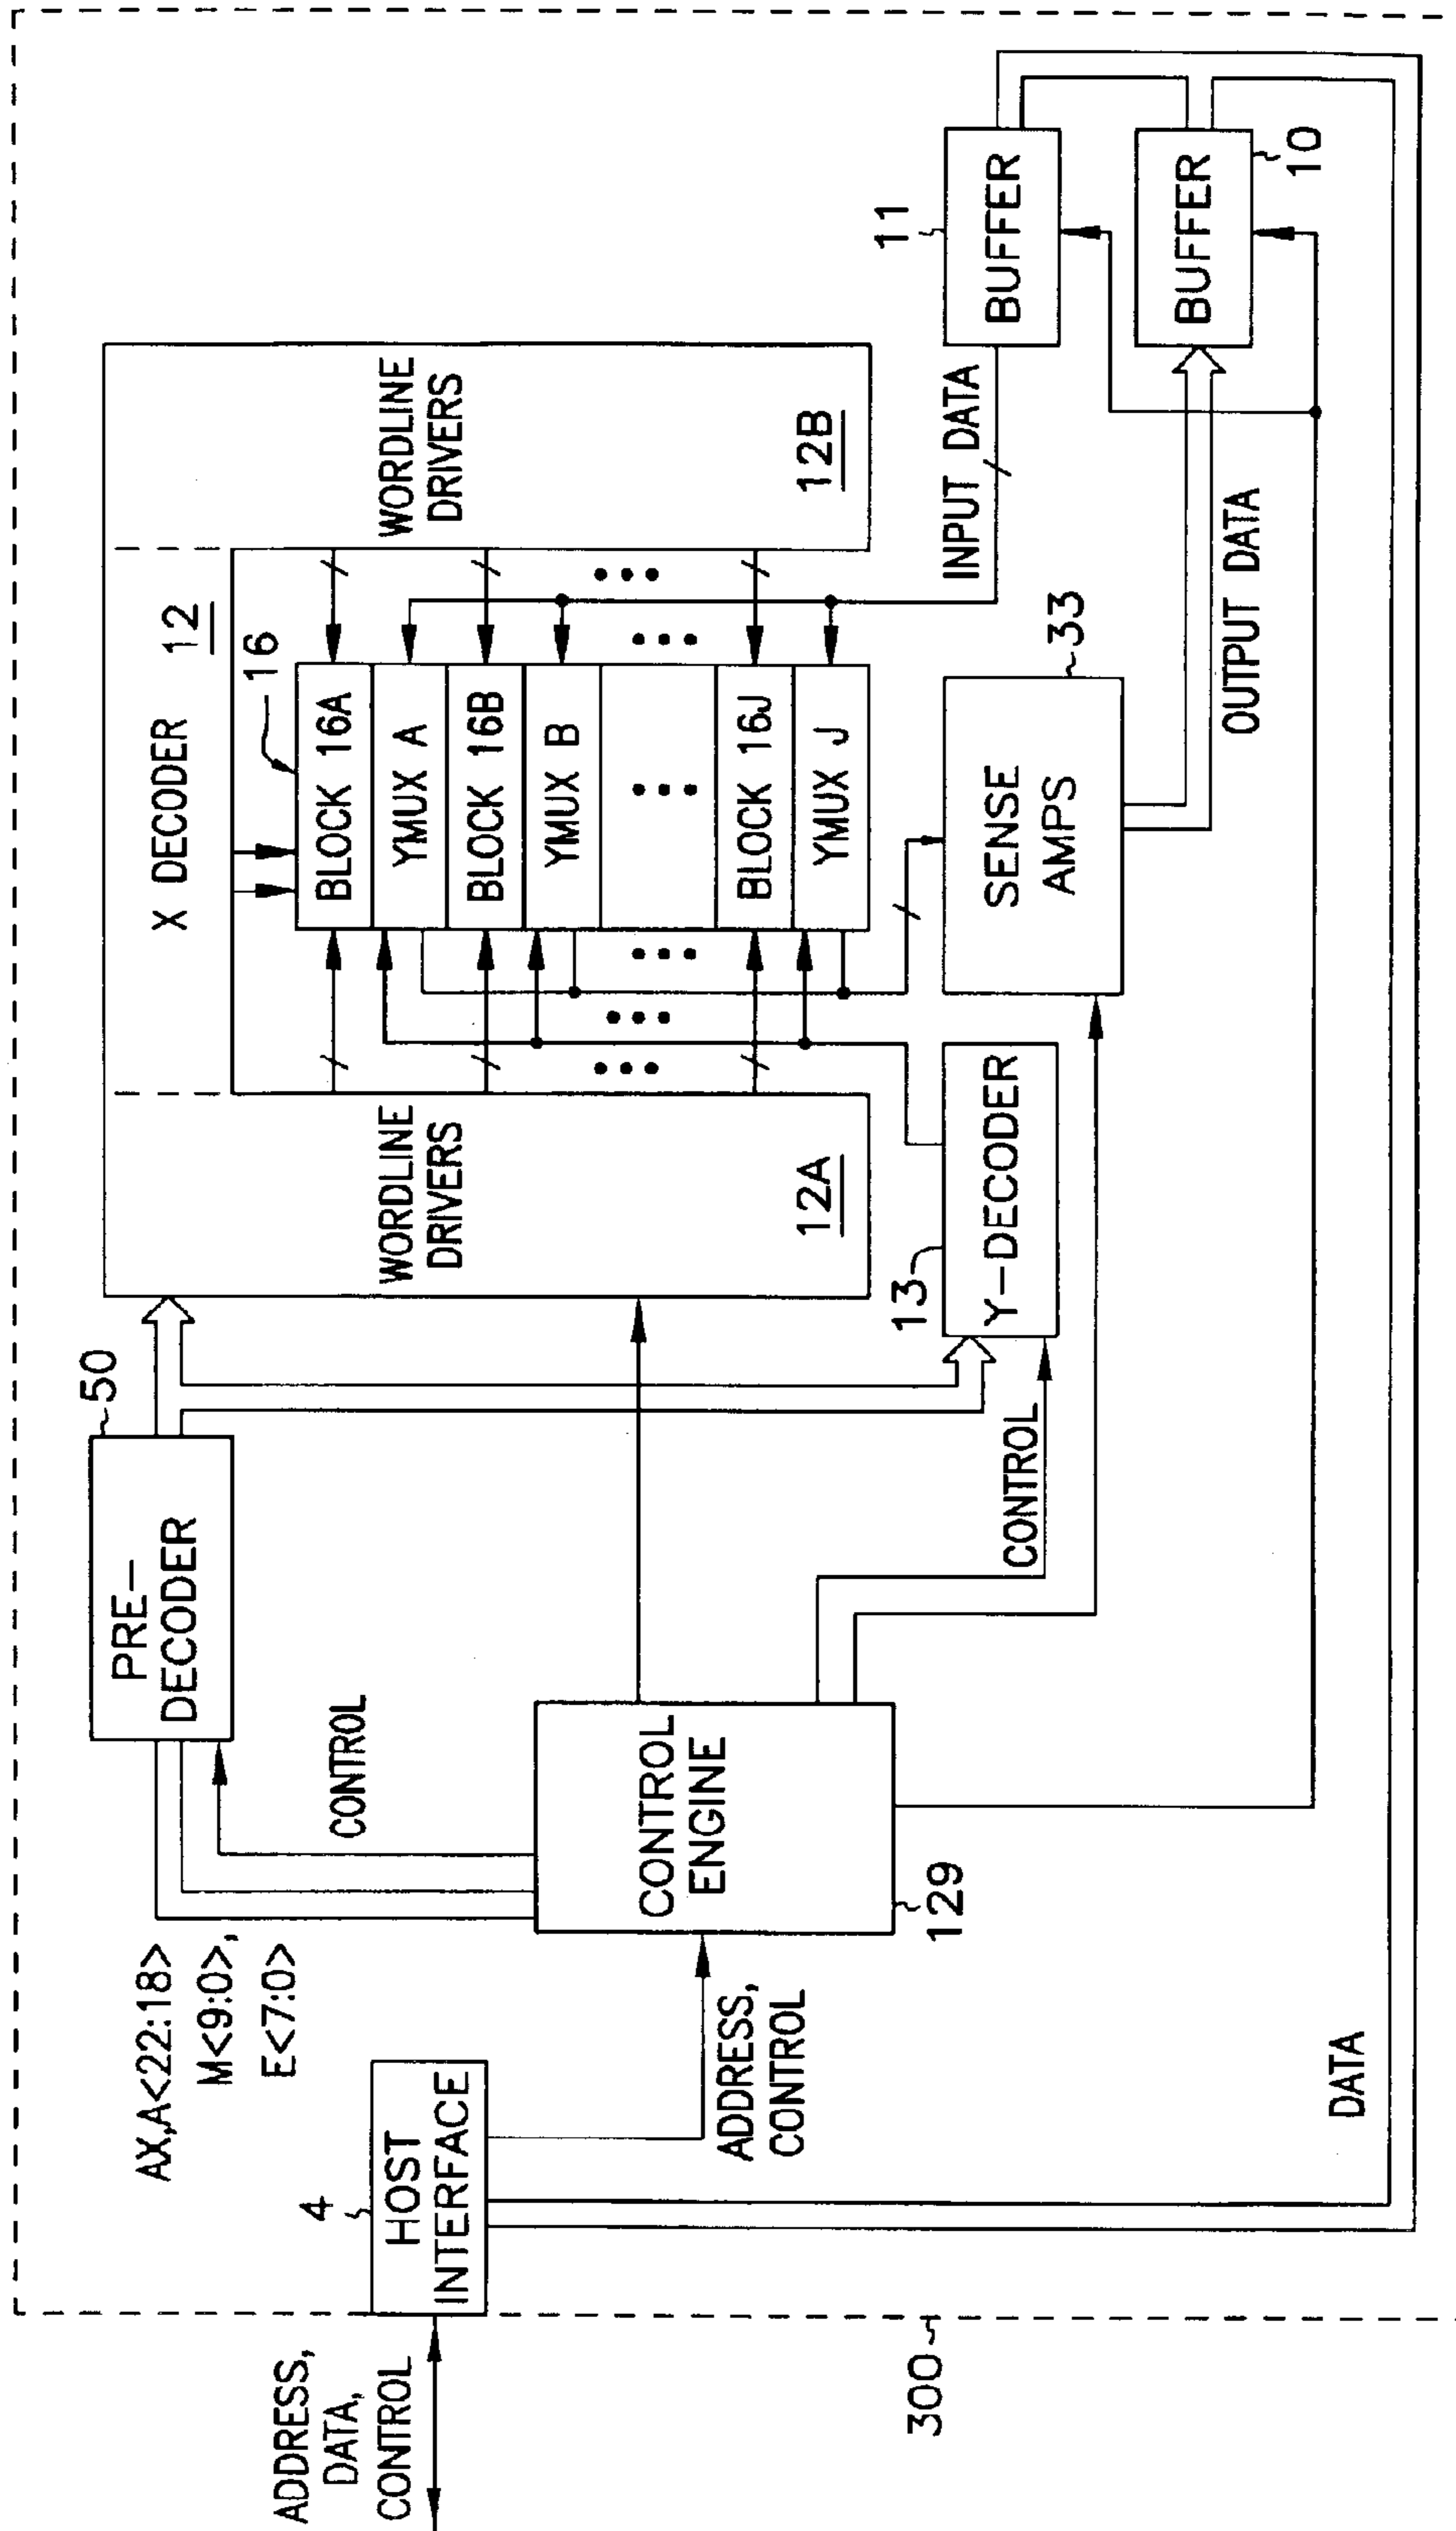 ADDRESS,
DATA,
CONTROL
300
4
HOST
INTERFACE
ADDRESS,
CONTROL
DATA
AX,A<22:18>
M<9:0>,
E<7:0>
CONTROL
CONTROL
ENGINE
129
PRE-
DECODER
50
CONTROL
13
Y-DECODER
WORDLINE
DRIVERS
12A
X DECODER
12
16
BLOCK 16A
YMUX A
BLOCK 16B
YMUX B
BLOCK 16J
YMUX J
WORDLINE
DRIVERS
12B
SENSE
AMPS
33
INPUT DATA
OUTPUT DATA
11
BUFFER
BUFFER
10